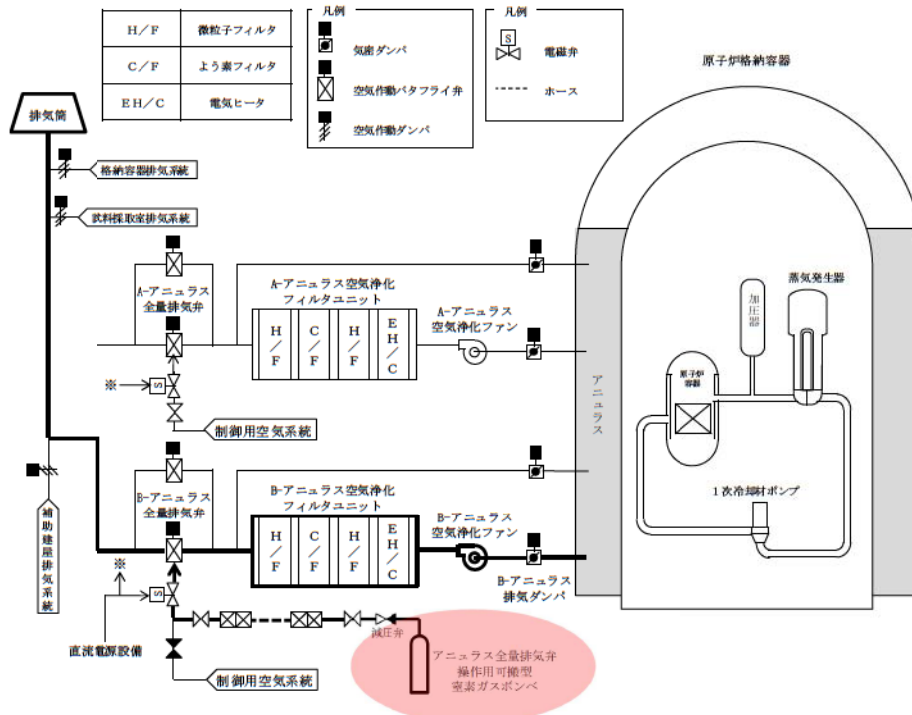 H/F 微粒子フィルタ
C/F よう素フィルタ
EH/C 電気ヒータ
凡例
気密ダンパ
空気作動バタフライ弁
空気作動ダンパ
凡例
S
電磁弁
ホース
原子炉格納容器
排気筒
格納容器排気系統
試料採取室排気系統
A-アニュラス
全量排気弁
A-アニュラス空気浄化
フィルタユニット
H/F
C/F
H/F
EH/C
A-アニュラス
空気浄化ファン
※
S
制御用空気系統
アニュラス
加圧器
蒸気発生器
原子炉
容器
1次冷却材ポンプ
B-アニュラス
全量排気弁
B-アニュラス空気浄化
フィルタユニット
H/F
C/F
H/F
EH/C
B-アニュラス
空気浄化ファン
B-アニュラス
排気ダンパ
補助建屋排気系統
※
S
直流電源設備
制御用空気系統
減圧弁
アニュラス全量排気弁
操作用可搬型
窒素ガスボンベ